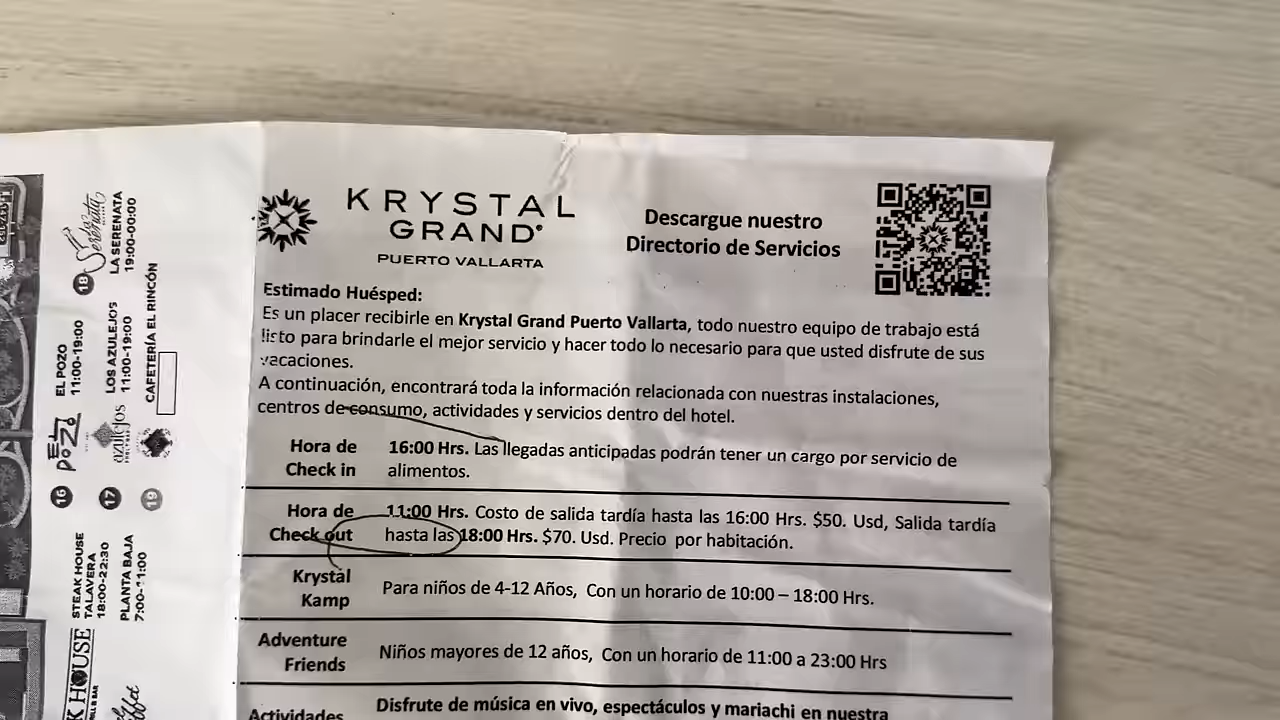 KRYSTAL
GRAND
PUERTO VALLARTA
Descargue nuestro
Directorio de Servicios
Estimado Huésped:
Es un placer recibirle en Krystal Grand Puerto Vallarta, todo nuestro equipo de trabajo está
listo para brindarle el mejor servicio y hacer todo lo necesario para que usted disfrute de sus
vacaciones.
A continuación, encontrará toda la información relacionada con nuestras instalaciones,
centros de consumo, actividades y servicios dentro del hotel.
Hora de
Check in
16:00 Hrs. Las llegadas anticipadas podrán tener un cargo por servicio de
alimentos.
Hora de
Check out
11:00 Hrs. Costo de salida tardía hasta las 16:00 Hrs. $50. Usd, Salida tardía
hasta las 18:00 Hrs. $70. Usd. Precio por habitación.
Krystal
Kamp
Para niños de 4-12 Años, Con un horario de 10:00 – 18:00 Hrs.
Adventure
Friends
Niños mayores de 12 años, Con un horario de 11:00 a 23:00 Hrs
Actividades
Disfrute de música en vivo, espectáculos y mariachi en nuestra
16
EL POZO
EL POZO
11:00-19:00
18
La Serenata
LA SERENATA
19:00-00:00
17
azulejos
LOS AZULEJOS
11:00-19:00
19
CAFETERÍA EL RINCÓN
K HOUSE
STEAK HOUSE
TALAVERA
18:00-22:30
PLANTA BAJA
7:00-11:00